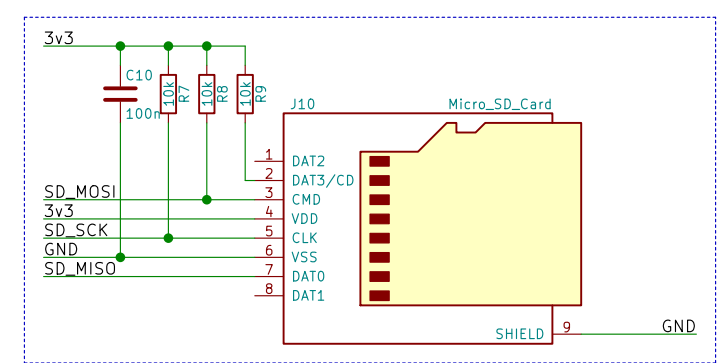 3v3
C10
100n
10k R7
10k R8
10k R9
J10 Micro_SD_Card
1 DAT2
2 DAT3/CD
SD_MOSI 3 CMD
3v3 4 VDD
SD_SCK 5 CLK
GND 6 VSS
SD_MISO 7 DAT0
8 DAT1
SHIELD 9 GND